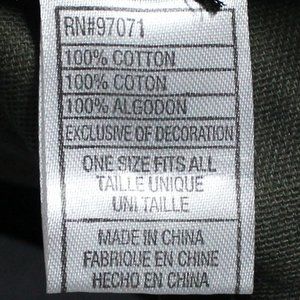 RN#97071
100% COTTON
100% COTON
100% ALGODON
EXCLUSIVE OF DECORATION
ONE SIZE FITS ALL
TAILLE UNIQUE
UNI TAILLE
MADE IN CHINA
FABRIQUE EN CHINE
HECHO EN CHINA